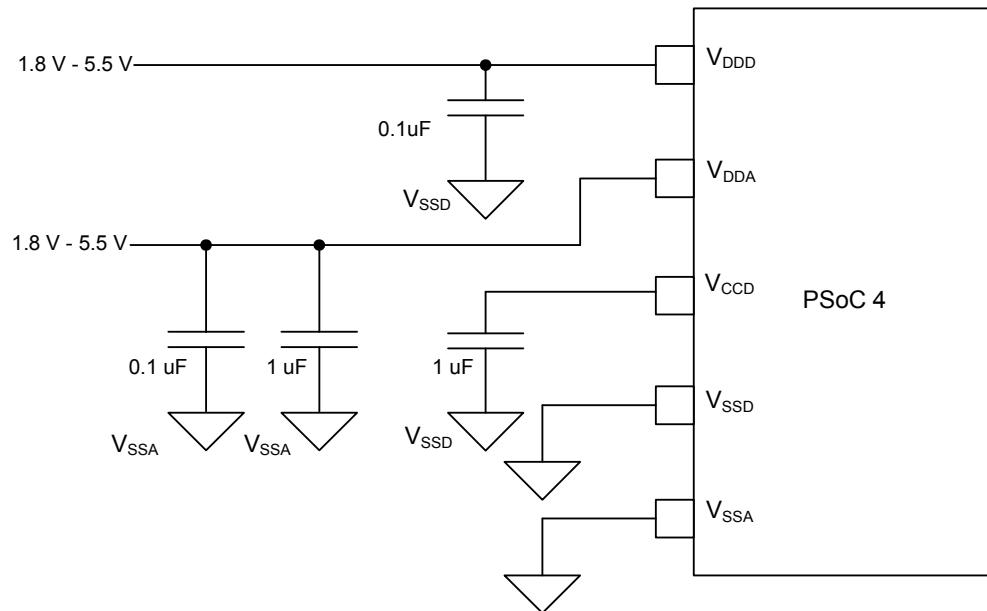 V_DDD
1.8 V - 5.5 V
0.1uF
V_DDA
V_SSD
1.8 V - 5.5 V
V_CCD
PSoC 4
0.1 uF
1 uF
1 uF
V_SSD
V_SSA
V_SSA
V_SSD
V_SSA